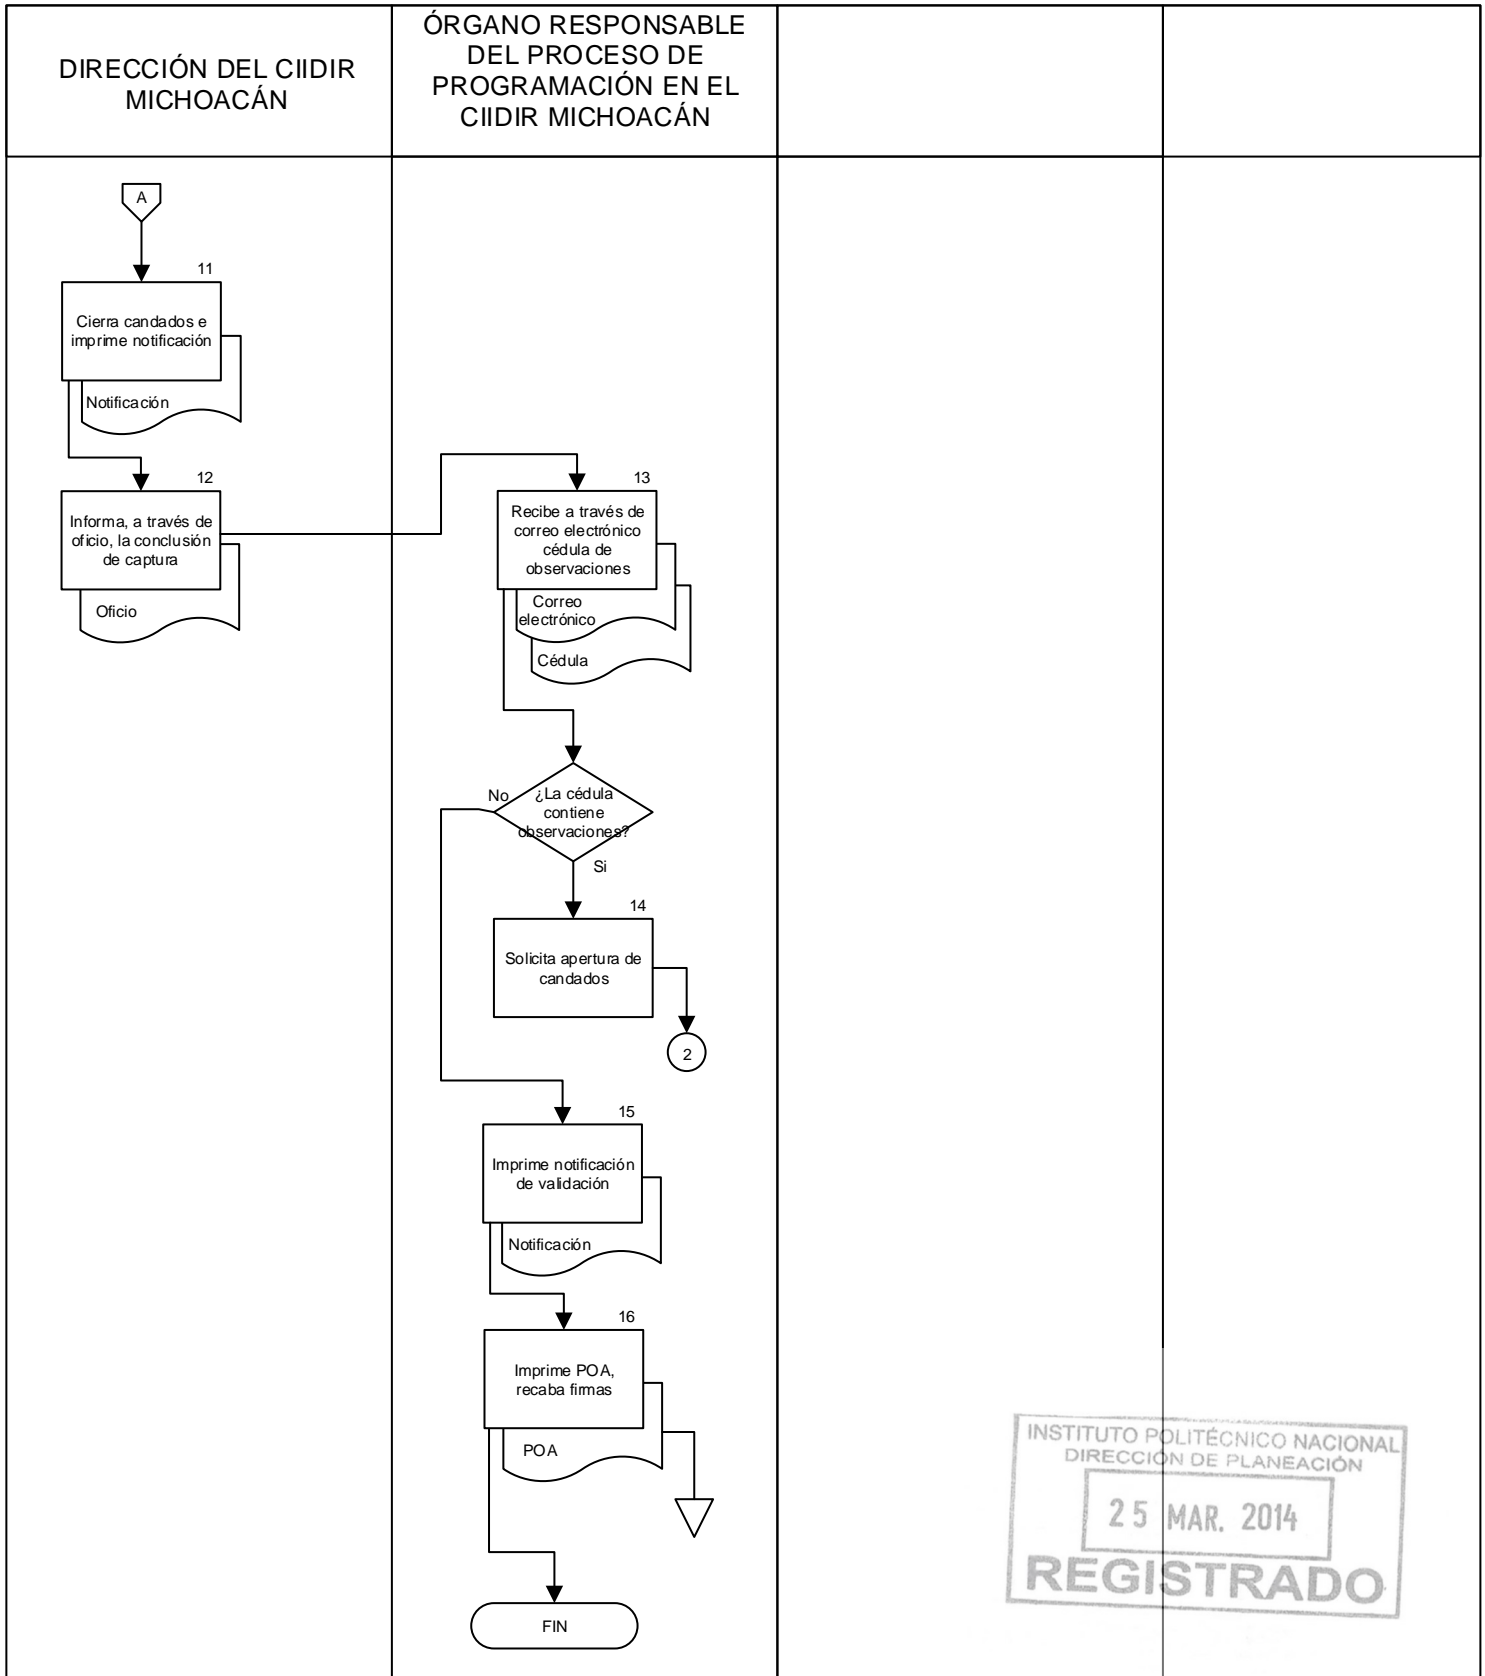 DIRECCIÓN DEL CIIDIR
MICHOACÁN
ÓRGANO RESPONSABLE
DEL PROCESO DE
PROGRAMACIÓN EN EL
CIIDIR MICHOACÁN
A
11
Cierra candados e
imprime notificación
Notificación
12
Informa, a través de
oficio, la conclusión
de captura
Oficio
13
Recibe a través de
correo electrónico
cédula de
observaciones
Correo
electrónico
Cédula
No
¿La cédula
contiene
observaciones?
Si
14
Solicita apertura de
candados
2
15
Imprime notificación
de validación
Notificación
16
Imprime POA,
recaba firmas
POA
FIN
INSTITUTO POLITÉCNICO NACIONAL
DIRECCIÓN DE PLANEACIÓN
25 MAR. 2014
REGISTRADO